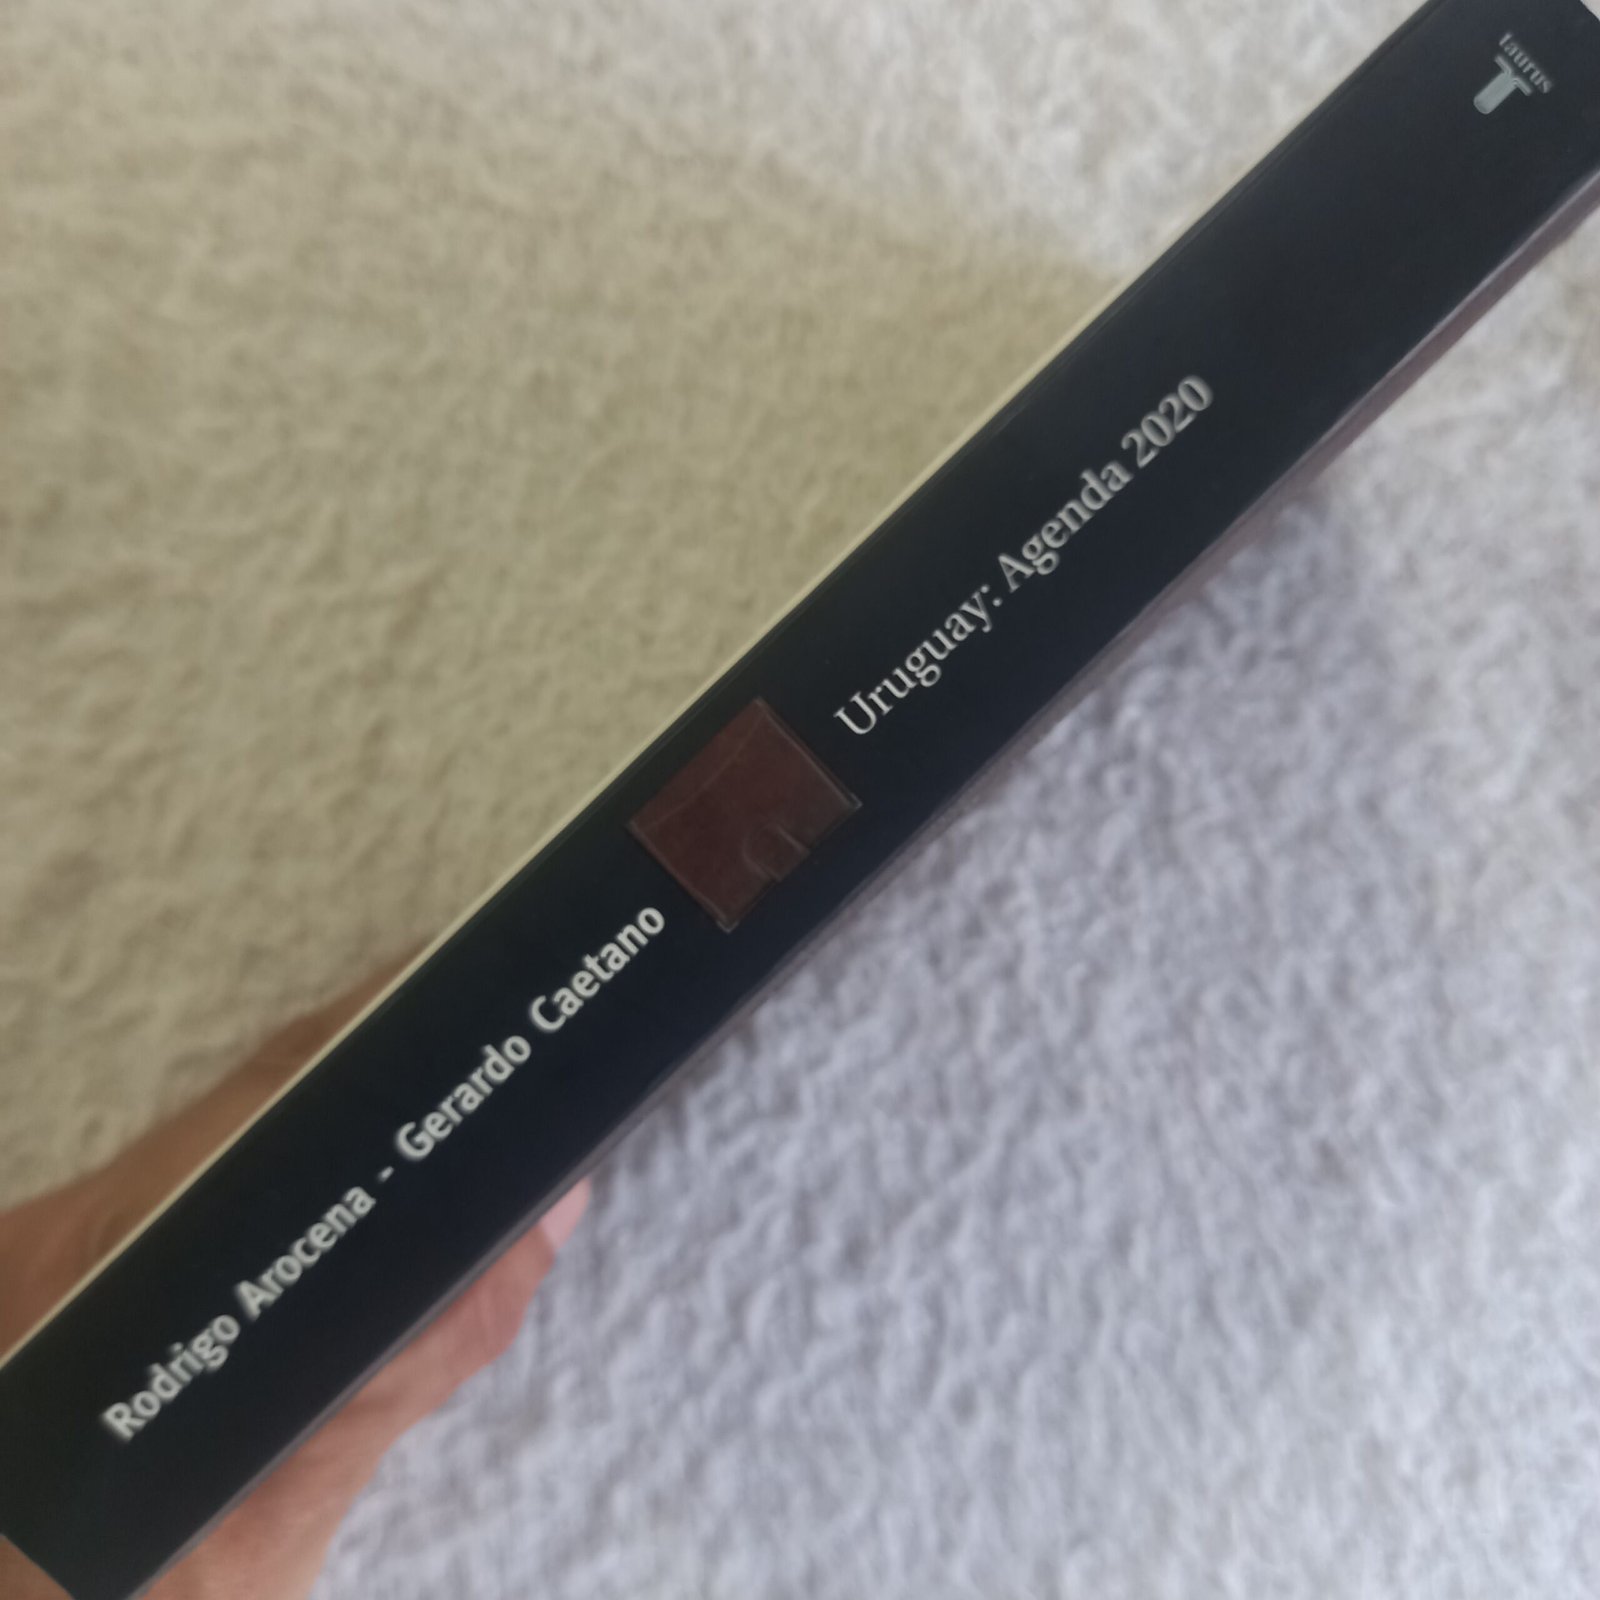 Rodrigo Arocena - Gerardo Caetano
Uruguay: Agenda 2020
taurus